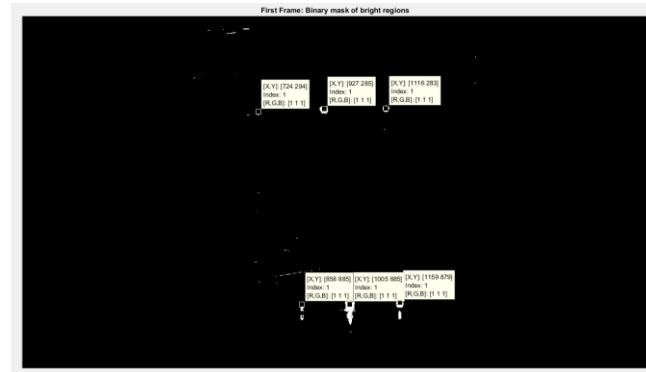 First Frame: Binary mask of bright regions
[X,Y]: [724 294]
Index: 1
[R,G,B]: [1 1 1]
[X,Y]: [927 285]
Index: 1
[R,G,B]: [1 1 1]
[X,Y]: [1116 283]
Index: 1
[R,G,B]: [1 1 1]
[X,Y]: [858 885]
Index: 1
[R,G,B]: [1 1 1]
[X,Y]: [1005 885]
Index: 1
[R,G,B]: [1 1 1]
[X,Y]: [1159 879]
Index: 1
[R,G,B]: [1 1 1]